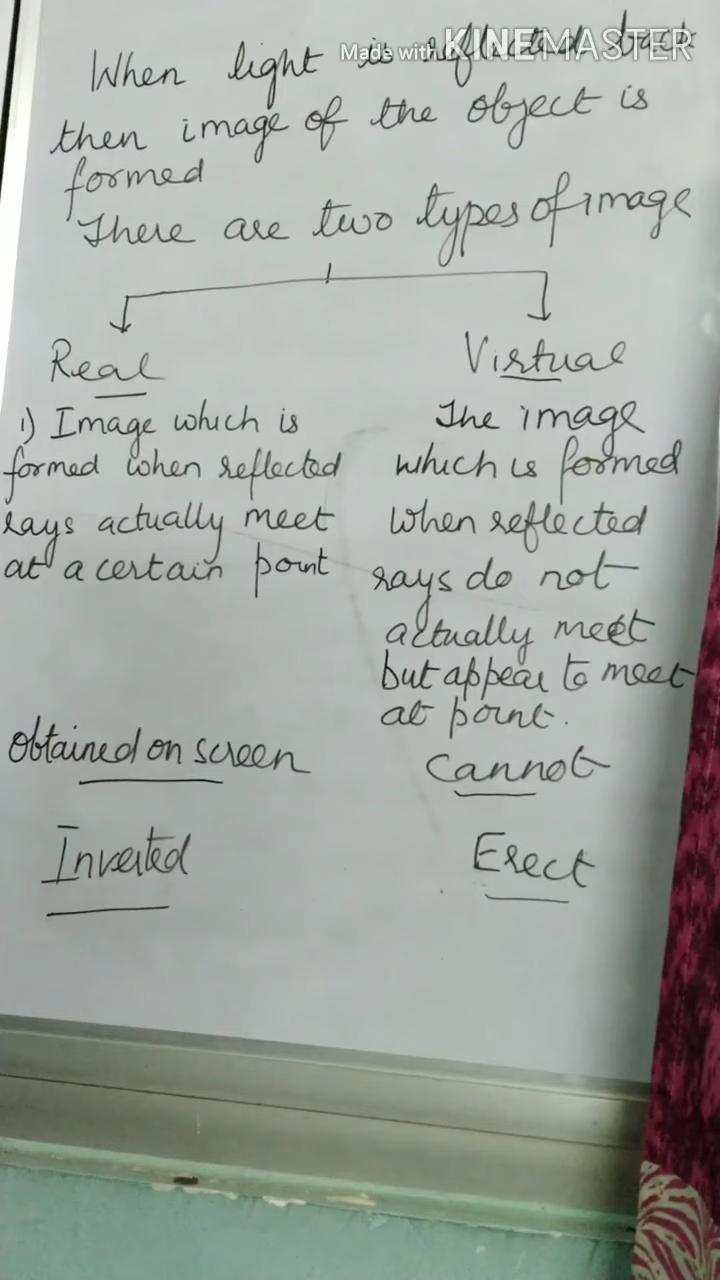 Made with KINEMASTER
When light is reflected back
then image of the object is
formed
There are two types of image
Real
1) Image which is
formed when reflected
rays actually meet
at a certain point
Obtained on screen
Inverted
Virtual
The image
which is formed
when reflected
rays do not
actually meet
but appear to meet
at point.
Cannot
Erect